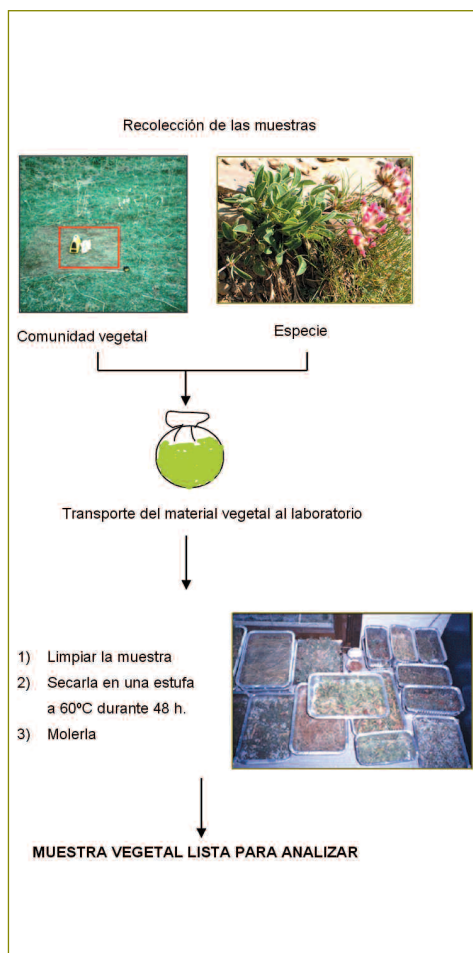 Recolección de las muestras
Comunidad vegetal
Especie
Transporte del material vegetal al laboratorio
1) Limpiar la muestra
2) Secarla en una estufa
a 60ºC durante 48 h.
3) Molerla
MUESTRA VEGETAL LISTA PARA ANALIZAR